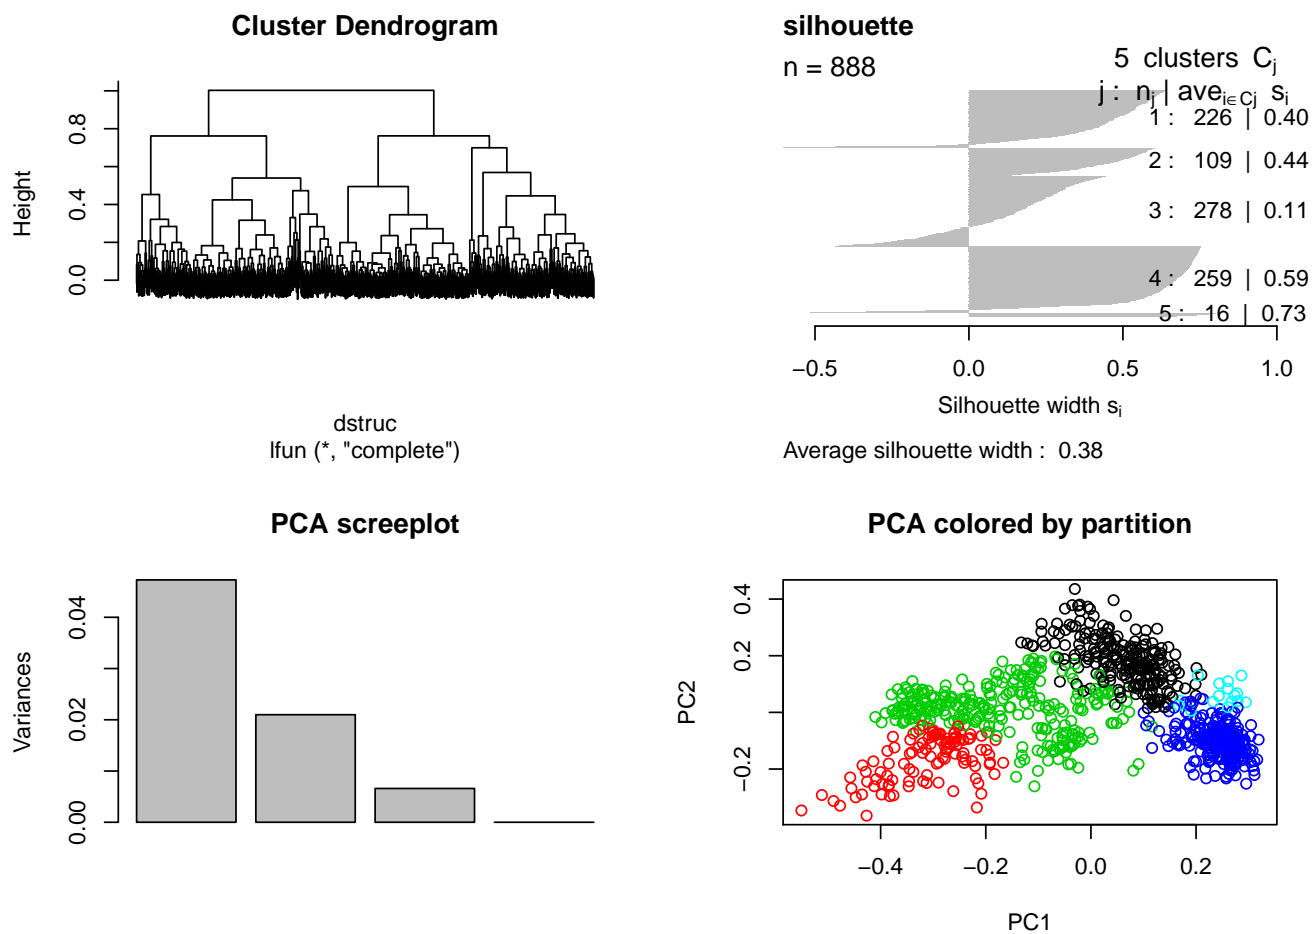 Cluster Dendrogram
Height
0.0
0.4
0.8
dstruc
lfun (*, "complete")
silhouette
n = 888
5 clusters Cj
j : nj | avei∈Cj si
1 : 226 | 0.40
2 : 109 | 0.44
3 : 278 | 0.11
4 : 259 | 0.59
5 : 16 | 0.73
−0.5 0.0 0.5 1.0
Silhouette width si
Average silhouette width : 0.38
PCA screeplot
Variances
0.00
0.02
0.04
PCA colored by partition
PC2
−0.2
0.2
0.4
−0.4 −0.2 0.0 0.2
PC1